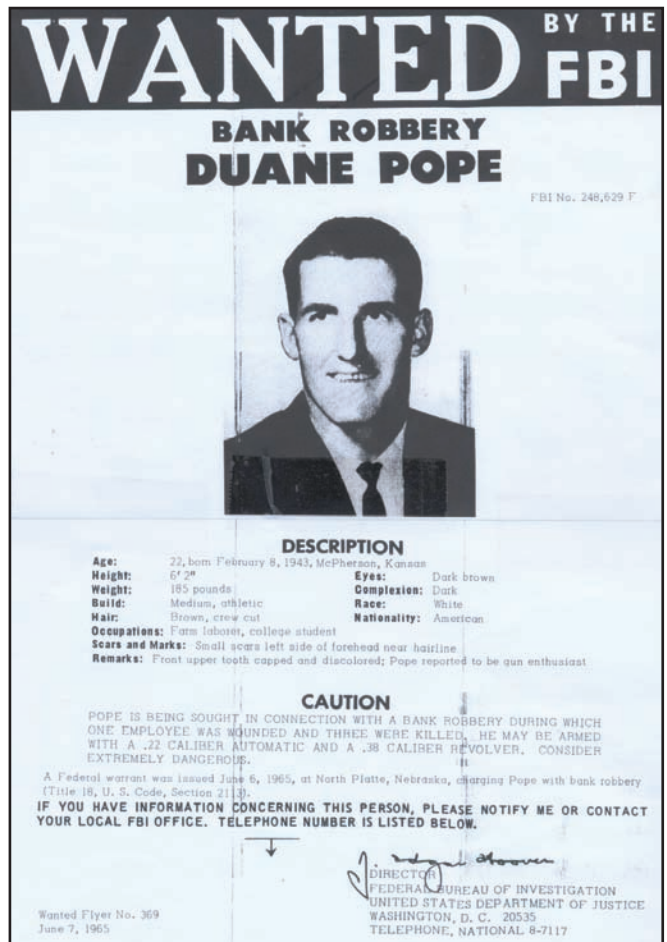 WANTED BY THE FBI
BANK ROBBERY
DUANE POPE
FBI No. 248,629 F
DESCRIPTION
Age: 22, born February 8, 1943, McPherson, Kansas
Height: 6' 2" Eyes: Dark brown
Weight: 185 pounds Complexion: Dark
Build: Medium, athletic Race: White
Hair: Brown, crew cut Nationality: American
Occupations: Farm laborer, college student
Scars and Marks: Small scars left side of forehead near hairline
Remarks: Front upper tooth capped and discolored; Pope reported to be gun enthusiast
CAUTION
POPE IS BEING SOUGHT IN CONNECTION WITH A BANK ROBBERY DURING WHICH
ONE EMPLOYEE WAS WOUNDED AND THREE WERE KILLED. HE MAY BE ARMED
WITH A .22 CALIBER AUTOMATIC AND A .38 CALIBER REVOLVER. CONSIDER
EXTREMELY DANGEROUS.
A Federal warrant was issued June 6, 1965, at North Platte, Nebraska, charging Pope with bank robbery
(Title 18, U. S. Code, Section 2113).
IF YOU HAVE INFORMATION CONCERNING THIS PERSON, PLEASE NOTIFY ME OR CONTACT
YOUR LOCAL FBI OFFICE. TELEPHONE NUMBER IS LISTED BELOW.
J. Edgar Hoover
DIRECTOR
FEDERAL BUREAU OF INVESTIGATION
UNITED STATES DEPARTMENT OF JUSTICE
WASHINGTON, D. C. 20535
TELEPHONE, NATIONAL 8-7117
Wanted Flyer No. 369
June 7, 1965